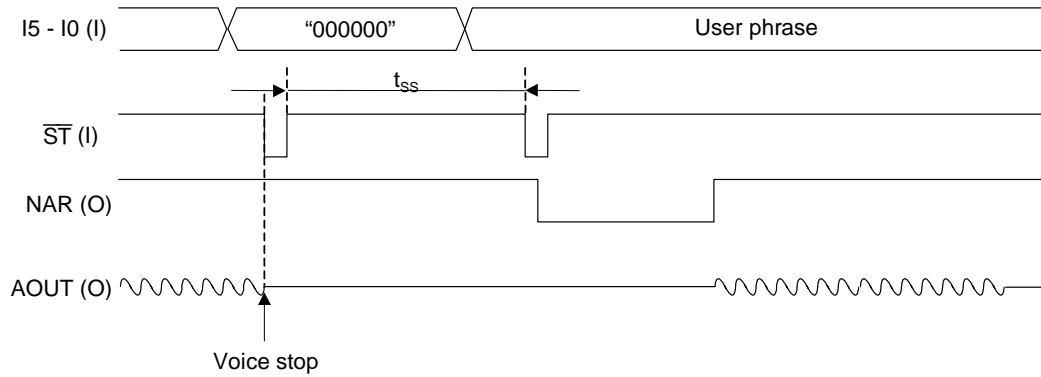 I5 - I0 (I) “000000” User phrase
tSS
ST (I)
NAR (O)
AOUT (O)
Voice stop